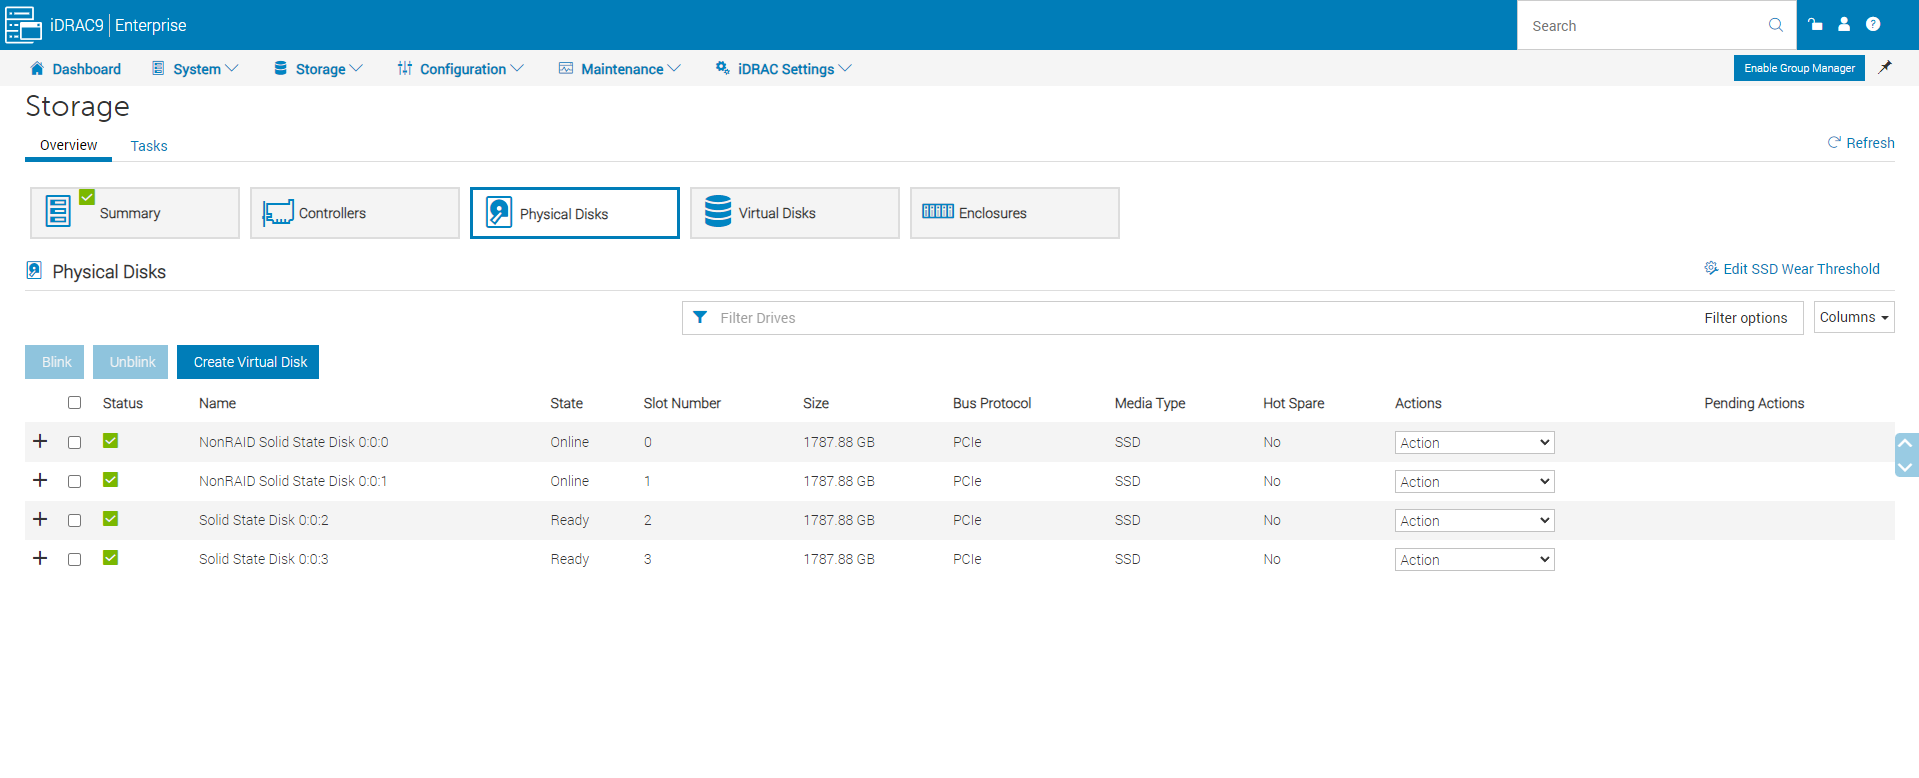 iDRAC9 | Enterprise
Search
Dashboard System Storage Configuration Maintenance iDRAC Settings Enable Group Manager
Storage
Overview Tasks Refresh
Summary Controllers Physical Disks Virtual Disks Enclosures
Physical Disks Edit SSD Wear Threshold
Filter Drives Filter options Columns
Blink Unblink Create Virtual Disk
Status Name State Slot Number Size Bus Protocol Media Type Hot Spare Actions Pending Actions
NonRAID Solid State Disk 0:0:0 Online 0 1787.88 GB PCIe SSD No Action
NonRAID Solid State Disk 0:0:1 Online 1 1787.88 GB PCIe SSD No Action
Solid State Disk 0:0:2 Ready 2 1787.88 GB PCIe SSD No Action
Solid State Disk 0:0:3 Ready 3 1787.88 GB PCIe SSD No Action